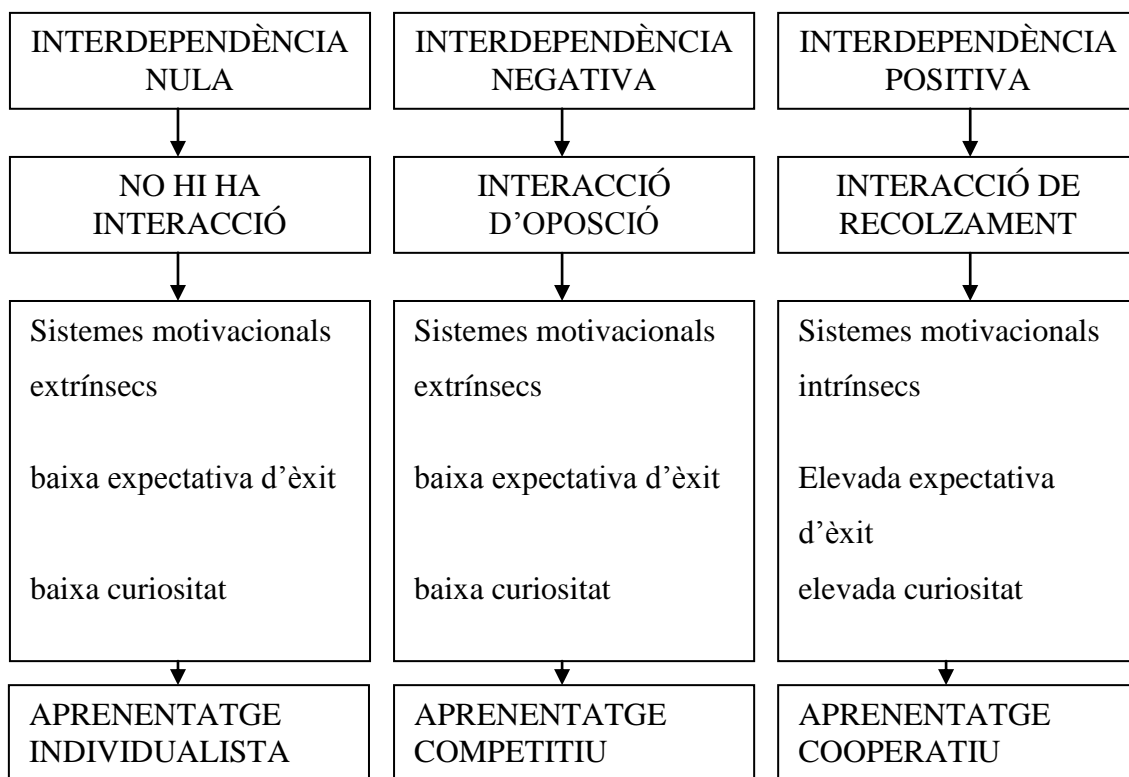 INTERDEPENDÈNCIA
NULA
INTERDEPENDÈNCIA
NEGATIVA
INTERDEPENDÈNCIA
POSITIVA
NO HI HA
INTERACCIÓ
INTERACCIÓ
D’OPOSCIÓ
INTERACCIÓ DE
RECOLZAMENT
Sistemes motivacionals
extrínsecs
baixa expectativa d’èxit
baixa curiositat
Sistemes motivacionals
extrínsecs
baixa expectativa d’èxit
baixa curiositat
Sistemes motivacionals
intrínsecs
Elevada expectativa
d’èxit
elevada curiositat
APRENENTATGE
INDIVIDUALISTA
APRENENTATGE
COMPETITIU
APRENENTATGE
COOPERATIU